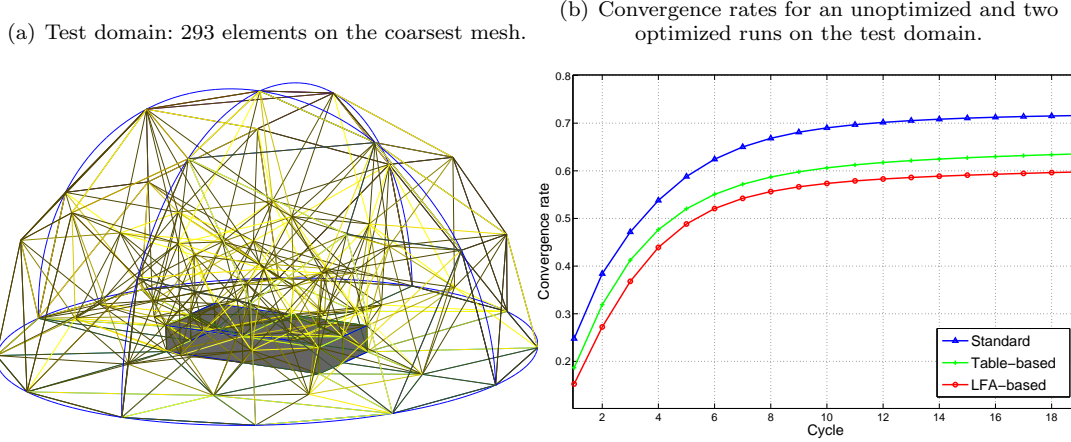 (a) Test domain: 293 elements on the coarsest mesh.
(b) Convergence rates for an unoptimized and two
optimized runs on the test domain.
0.8
0.7
0.6
0.5
0.4
0.3
0.2
Convergence rate
2 4 6 8 10 12 14 16 18
Cycle
Standard
Table-based
LFA-based